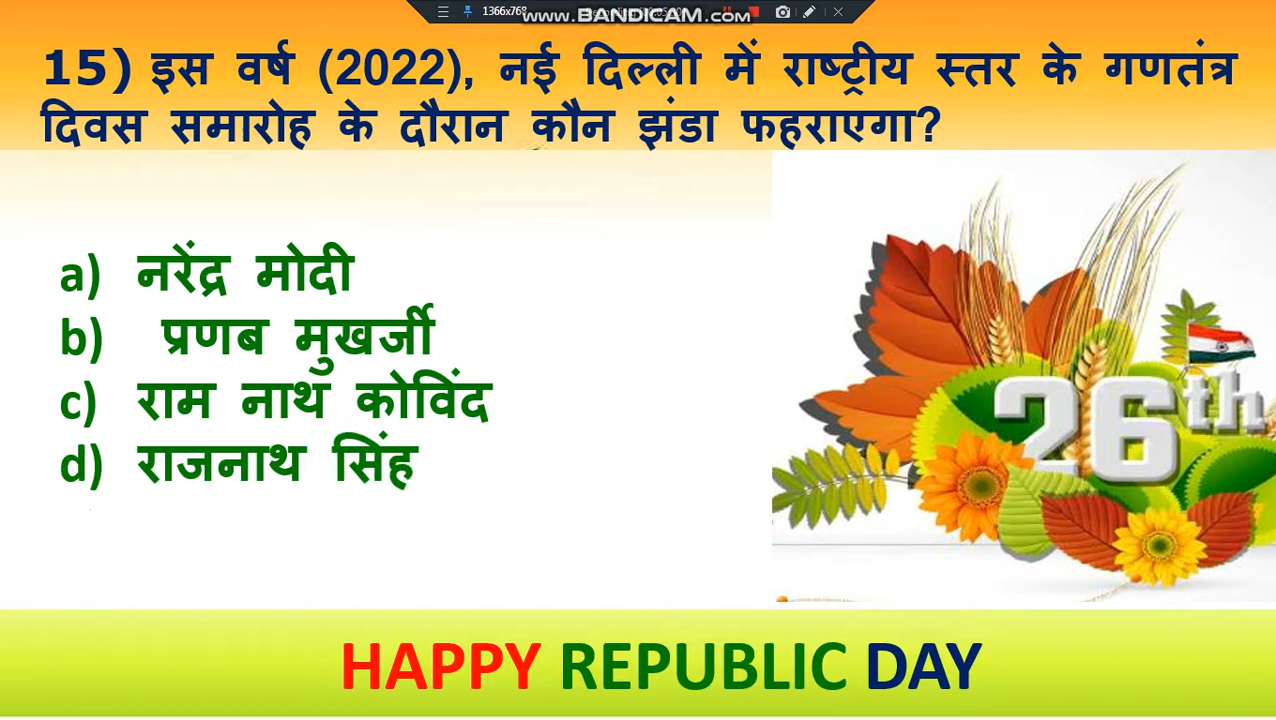 1366x768
www.BANDICAM.com
15) इस वर्ष (2022), नई दिल्ली में राष्ट्रीय स्तर के गणतंत्र
दिवस समारोह के दौरान कौन झंडा फहराएगा?
a) नरेंद्र मोदी
b) प्रणब मुखर्जी
c) राम नाथ कोविंद
d) राजनाथ सिंह
26th
HAPPY REPUBLIC DAY